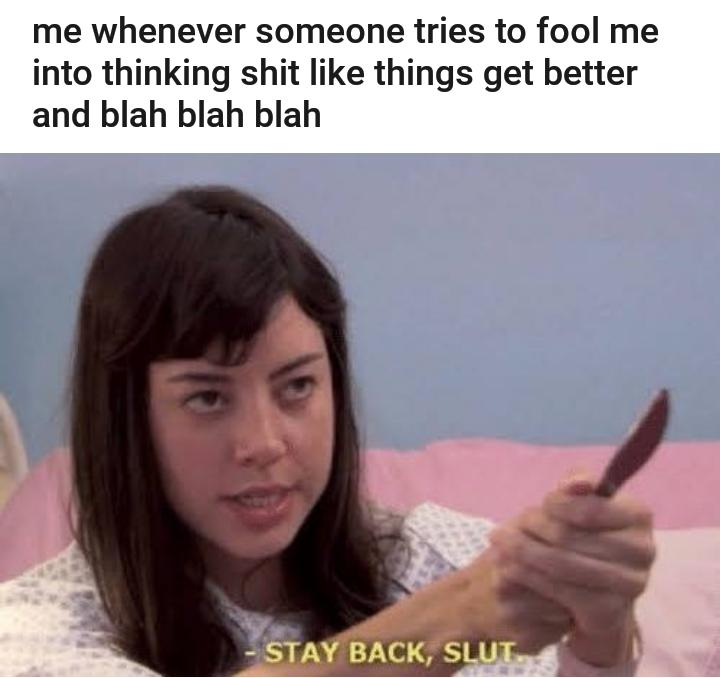 me whenever someone tries to fool me
into thinking shit like things get better
and blah blah blah
- STAY BACK, SLUT.